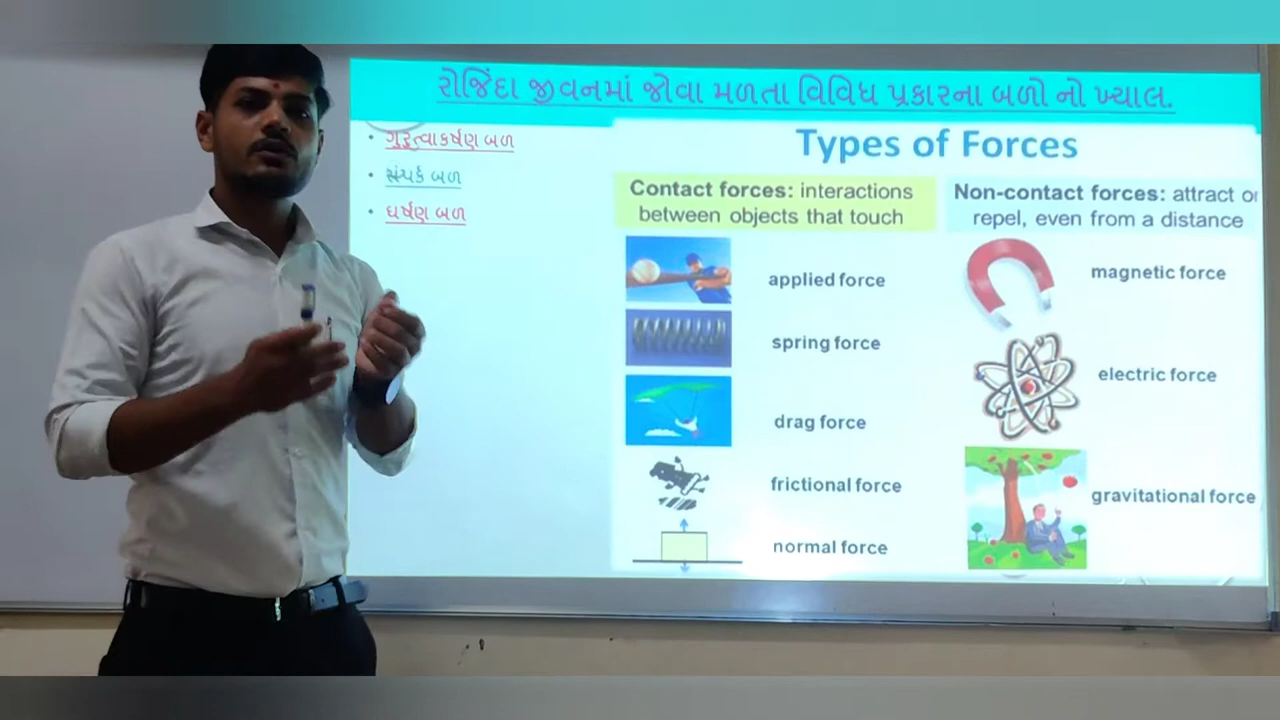 રોજિંદા જીવનમાં જોવા મળતા વિવિધ પ્રકારના બળો નો ખ્યાલ.
• ગુરૂત્વાકર્ષણ બળ
• સંપર્ક બળ
• ઘર્ષણ બળ
Types of Forces
Contact forces: interactions
between objects that touch
applied force
spring force
drag force
frictional force
normal force
Non-contact forces: attract or
repel, even from a distance
magnetic force
electric force
gravitational force